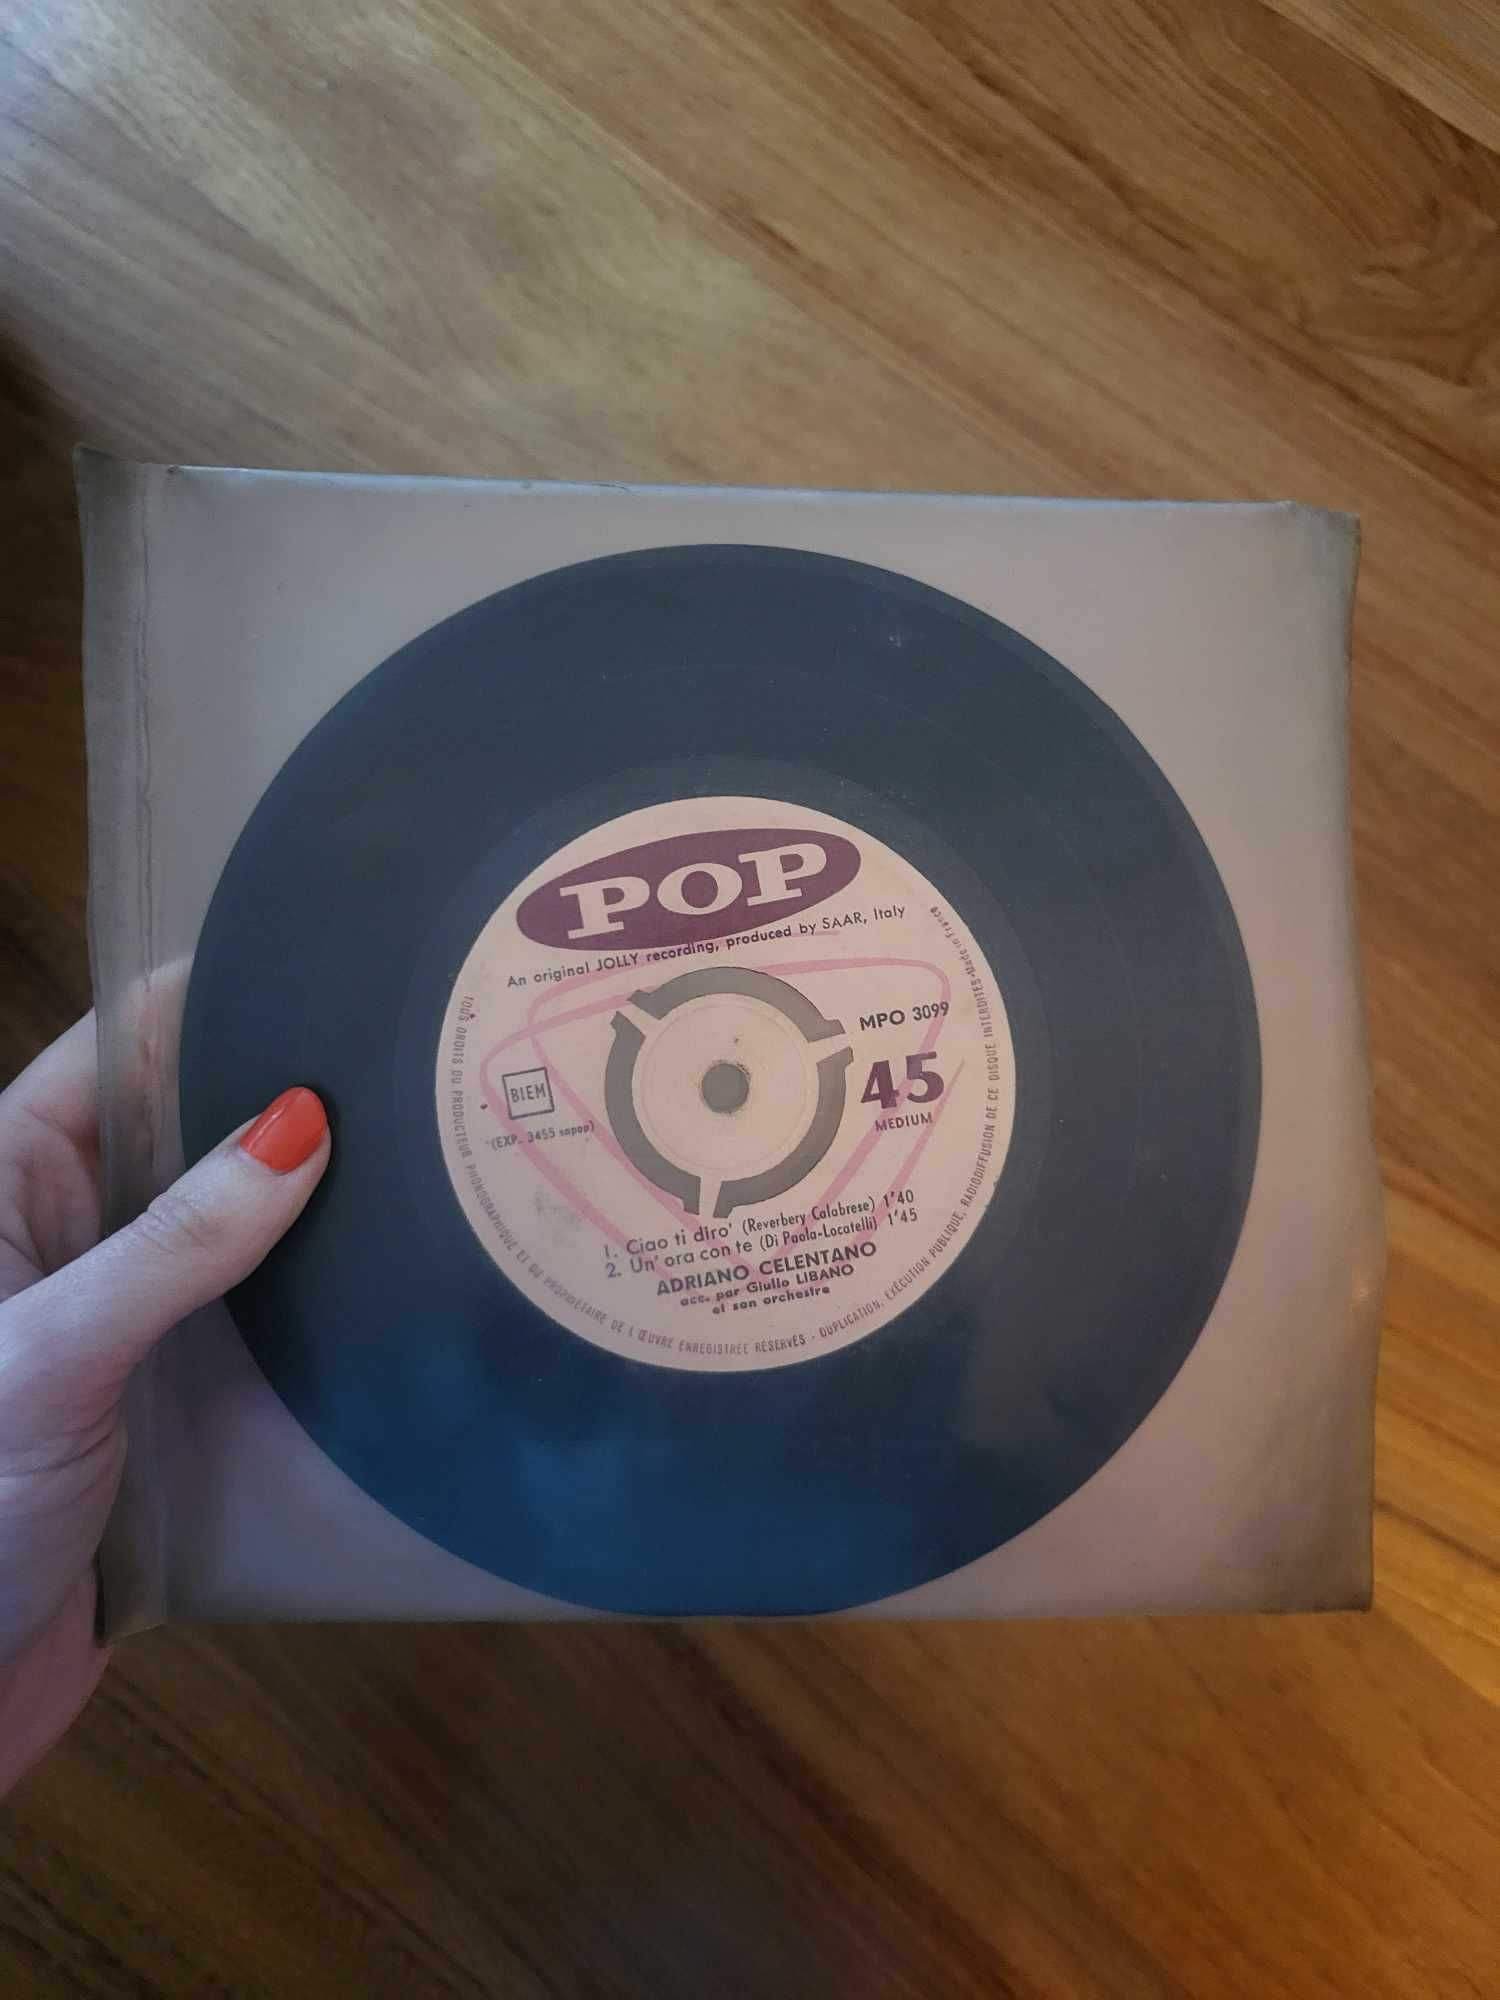 POP
An original JOLLY recording, produced by SAAR, Italy
MPO 3099
45
MEDIUM
BIEM
(EXP. 3455 sapop)
1. Ciao ti diro' (Reverbery-Calabrese) 1'40
2. Un' ora con te (Di Paola-Locatelli) 1'45
ADRIANO CELENTANO
acc. par Giulio LIBANO
et son orchestre
TOUS DROITS DU PRODUCTEUR PHONOGRAPHIQUE ET DU PROPRIÉTAIRE DE L'ŒUVRE ENREGISTRÉE RÉSERVÉS - DUPLICATION, EXÉCUTION PUBLIQUE, RADIODIFFUSION DE CE DISQUE INTERDITES-Made in France